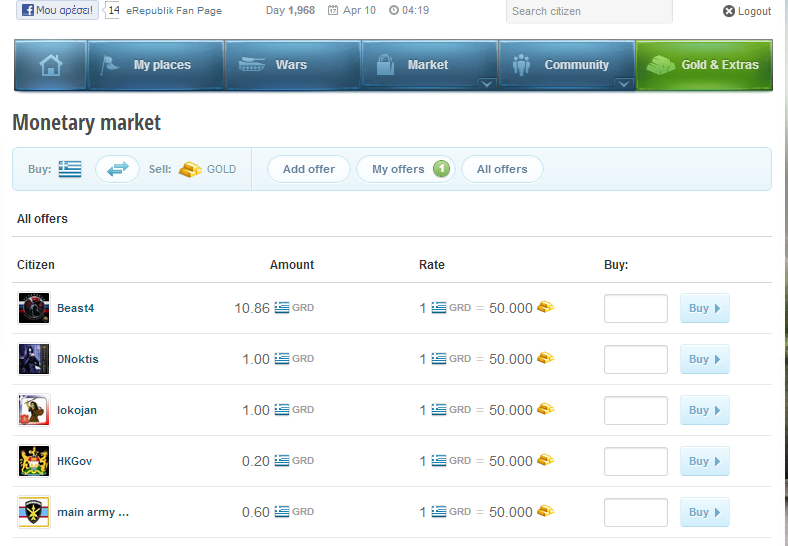 Μου αρέσει! 14 eRepublik Fan Page Day 1,968 Apr 10 04:19 Search citizen Logout
My places Wars Market Community Gold & Extras
Monetary market
Buy: Sell: GOLD Add offer My offers 1 All offers
All offers
Citizen Amount Rate Buy:
Beast4 10.86 GRD 1 GRD = 50.000 Buy
DNoktis 1.00 GRD 1 GRD = 50.000 Buy
lokojan 1.00 GRD 1 GRD = 50.000 Buy
HKGov 0.20 GRD 1 GRD = 50.000 Buy
main army ... 0.60 GRD 1 GRD = 50.000 Buy